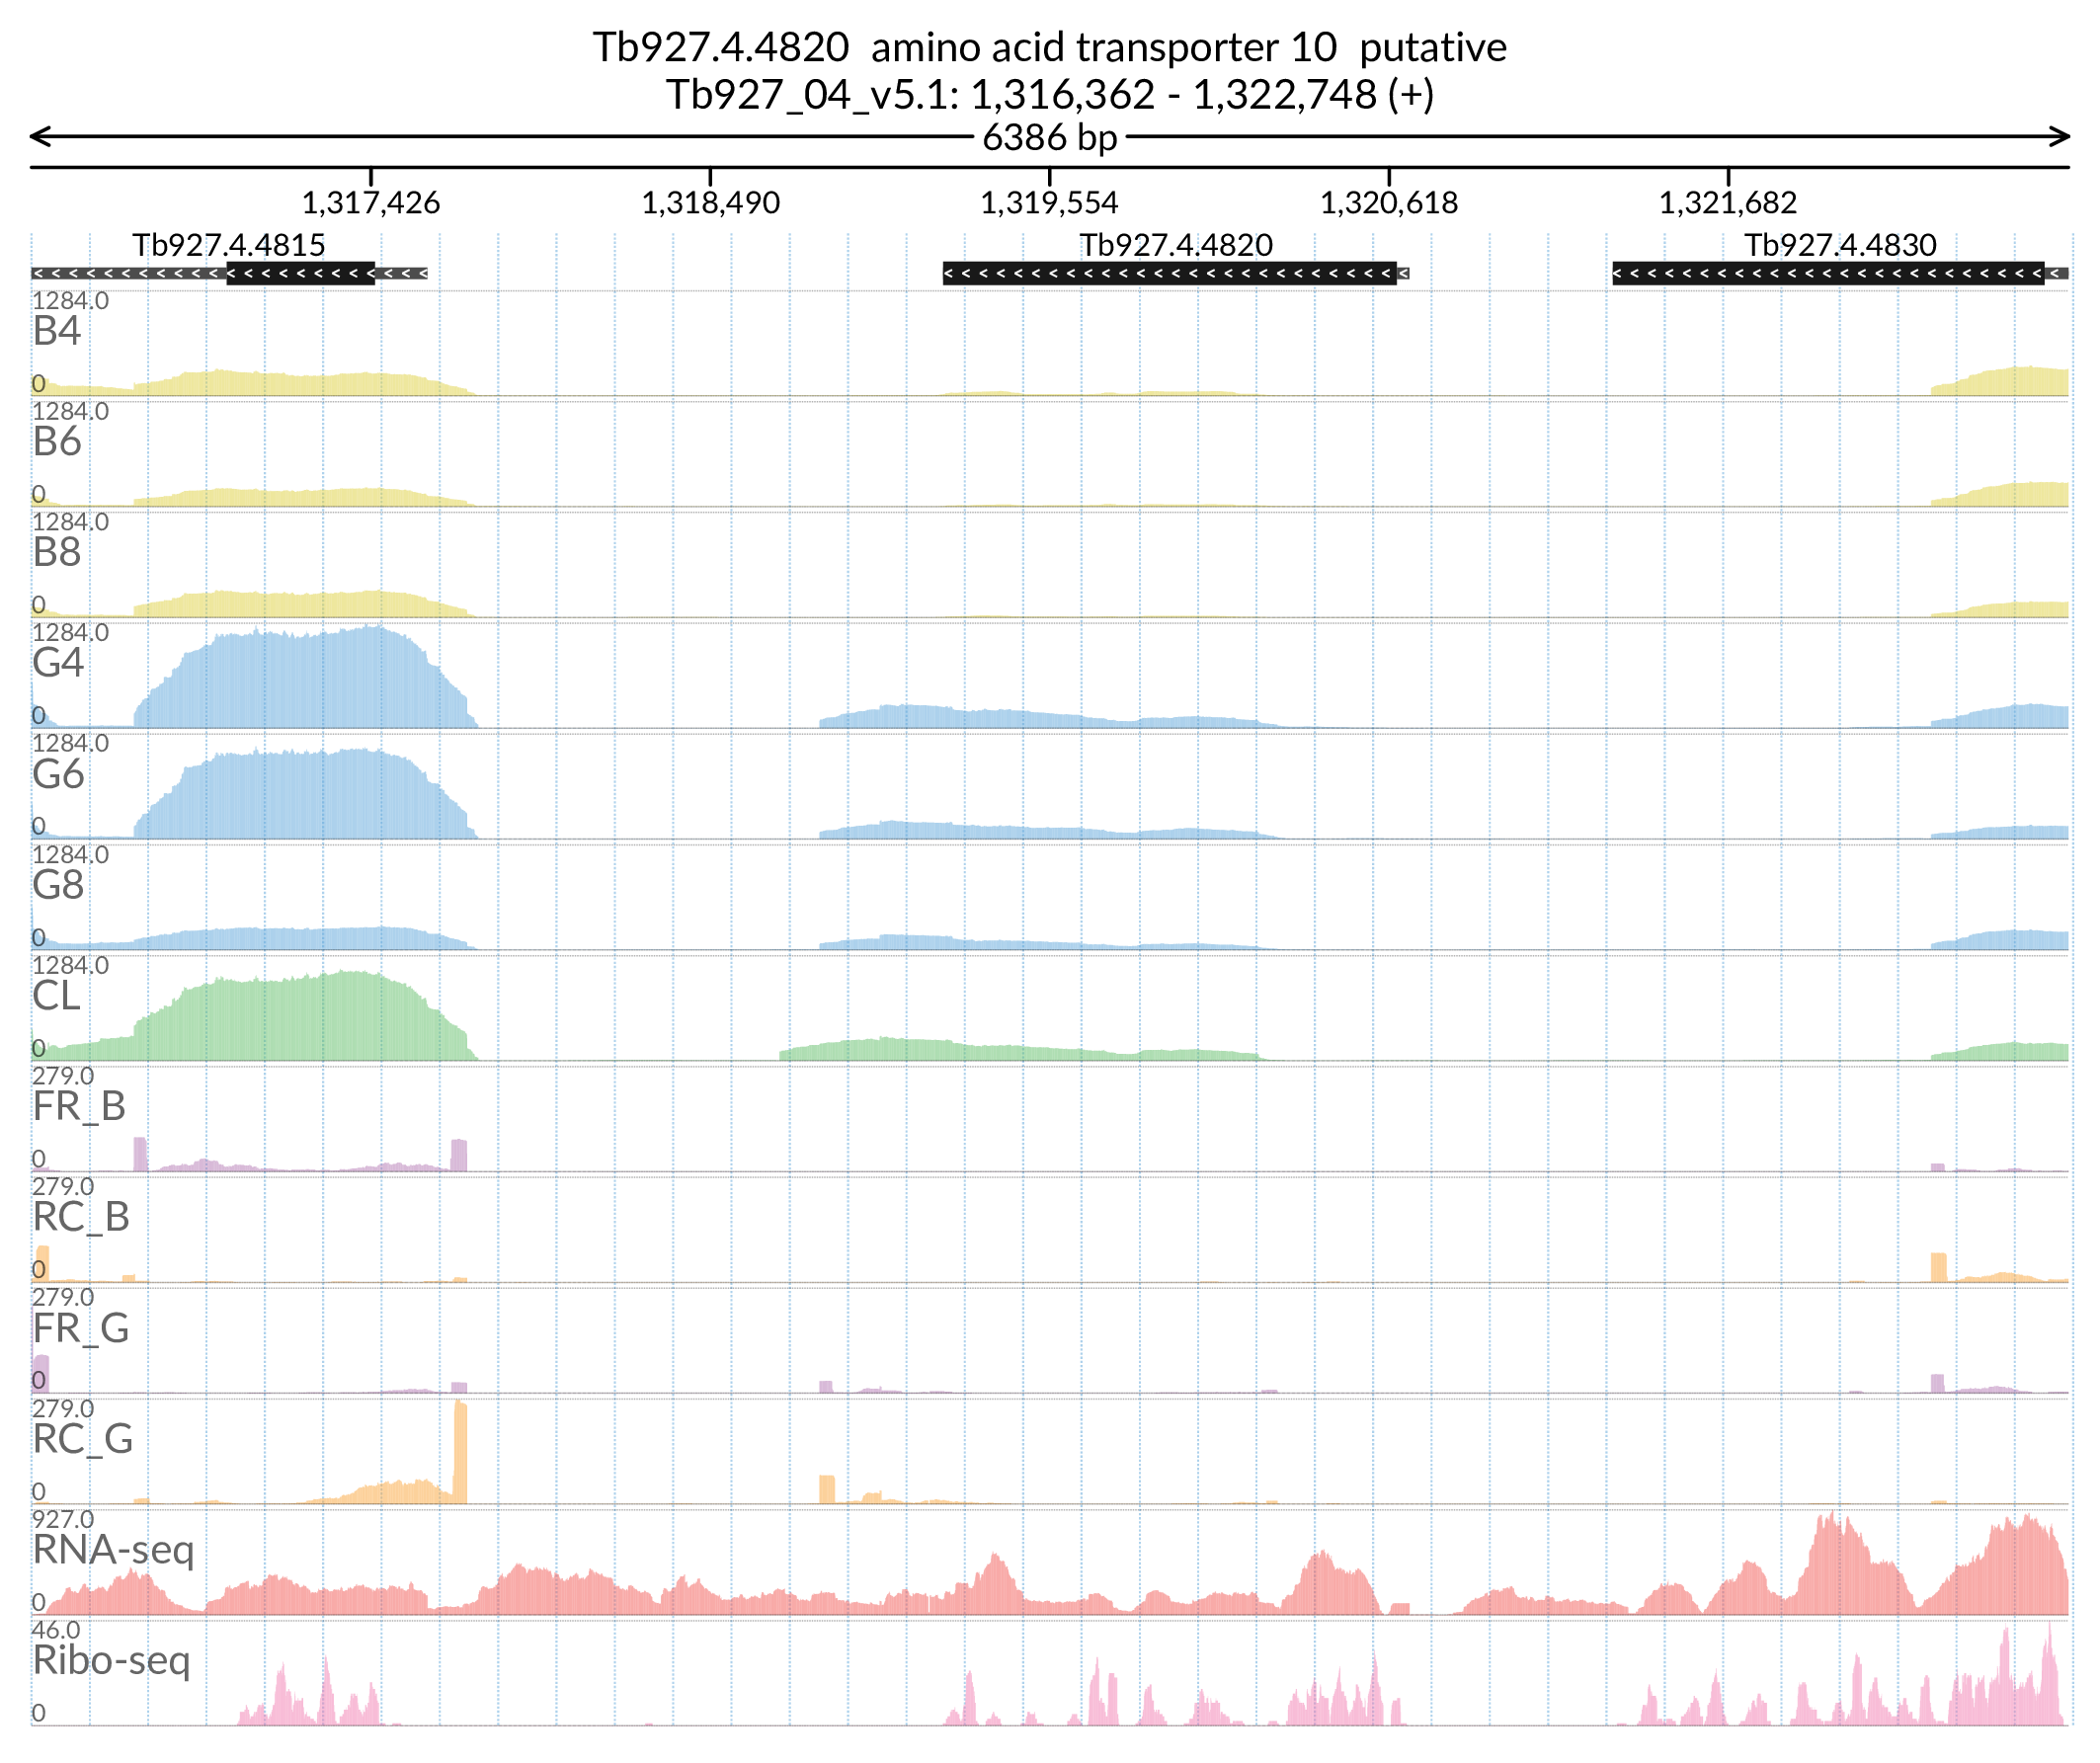 Tb927.4.4820 amino acid transporter 10 putative
Tb927_04_v5.1: 1,316,362 - 1,322,748 (+)
6386 bp
1,317,426 1,318,490 1,319,554 1,320,618 1,321,682
Tb927.4.4815 Tb927.4.4820 Tb927.4.4830
1284.0
B4
0
1284.0
B6
0
1284.0
B8
0
1284.0
G4
0
1284.0
G6
0
1284.0
G8
0
1284.0
CL
0
279.0
FR_B
0
279.0
RC_B
0
279.0
FR_G
0
279.0
RC_G
0
927.0
RNA-seq
0
46.0
Ribo-seq
0